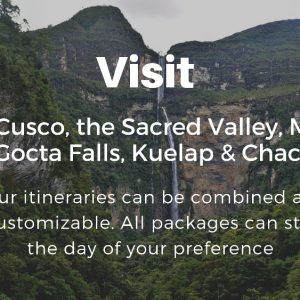 Visit
Cusco, the Sacred Valley, M
Gocta Falls, Kuelap & Chac
ur itineraries can be combined a
ustomizable. All packages can st
the day of your preference